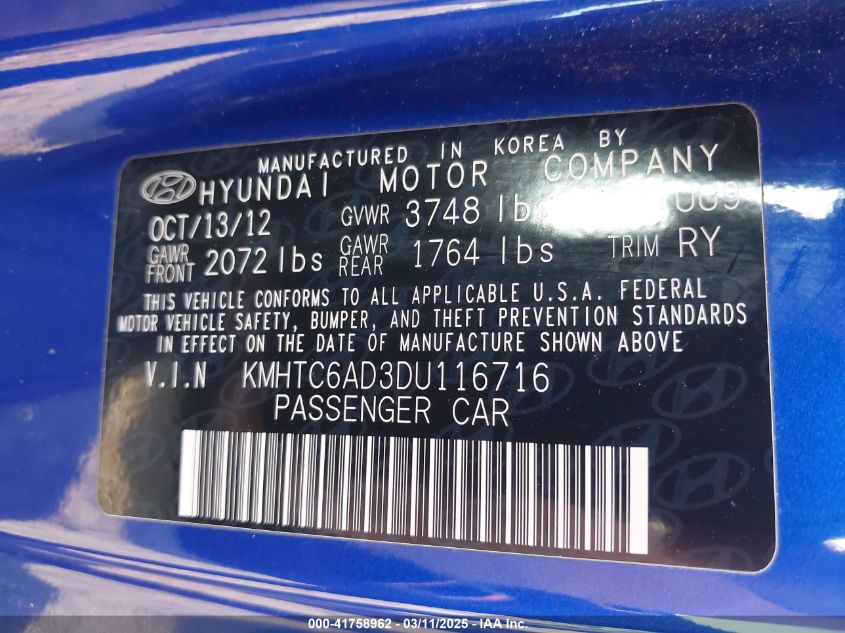 MANUFACTURED IN KOREA BY
HYUNDAI MOTOR COMPANY
OCT/13/12 GVWR 3748 lbs
GAWR FRONT 2072 lbs GAWR REAR 1764 lbs TRIM RY
THIS VEHICLE CONFORMS TO ALL APPLICABLE U.S.A. FEDERAL
MOTOR VEHICLE SAFETY, BUMPER, AND THEFT PREVENTION STANDARDS
IN EFFECT ON THE DATE OF MANUFACTURE SHOWN ABOVE
V.I.N KMHTC6AD3DU116716
PASSENGER CAR
000-41758962 - 03/11/2025 - IAA Inc.